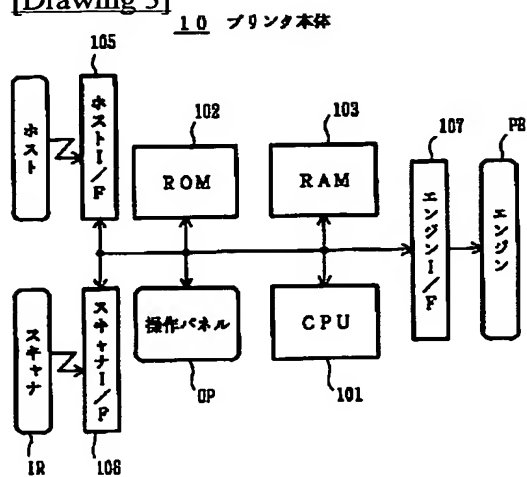 [Drawing 3]
10 プリンタ本体
105
ホスト
ホストI/F
102
ROM
103
RAM
107
エンジンI/F
PE
エンジン
スキャナ
IR
スキャナI/F
106
操作パネル
OP
CPU
101